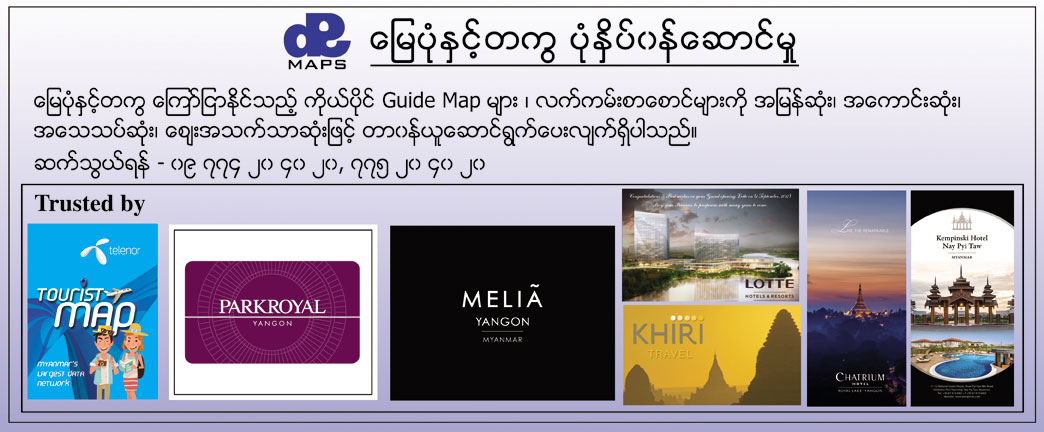 de
MAPS
မြေပုံနှင့်တကွ ပုံနှိပ်ဝန်ဆောင်မှု
မြေပုံနှင့်တကွ ကြော်ငြာနိုင်သည့် ကိုယ်ပိုင် Guide Map များ ၊ လက်ကမ်းစာစောင်များကို အမြန်ဆုံး၊ အကောင်းဆုံး၊
အသေသပ်ဆုံး၊ စျေးအသက်သာဆုံးဖြင့် တာဝန်ယူဆောင်ရွက်ပေးလျက်ရှိပါသည်။
ဆက်သွယ်ရန် - ၀၉ ၇၇၄ ၂၀ ၄၀ ၂၀, ၇၇၅ ၂၀ ၄၀ ၂၀
Trusted by
telenor
TOURIST
MAP
MYANMAR'S
LARGEST DATA
NETWORK
PARKROYAL
YANGON
MELIÃ
YANGON
MYANMAR
LOTTE
HOTELS & RESORTS
KHIRI
TRAVEL
LIVE THE RENAISSANCE
CHATRIUM
HOTEL
ROYAL LAKE YANGON
Kempinski Hotel
Nay Pyi Taw
MYANMAR